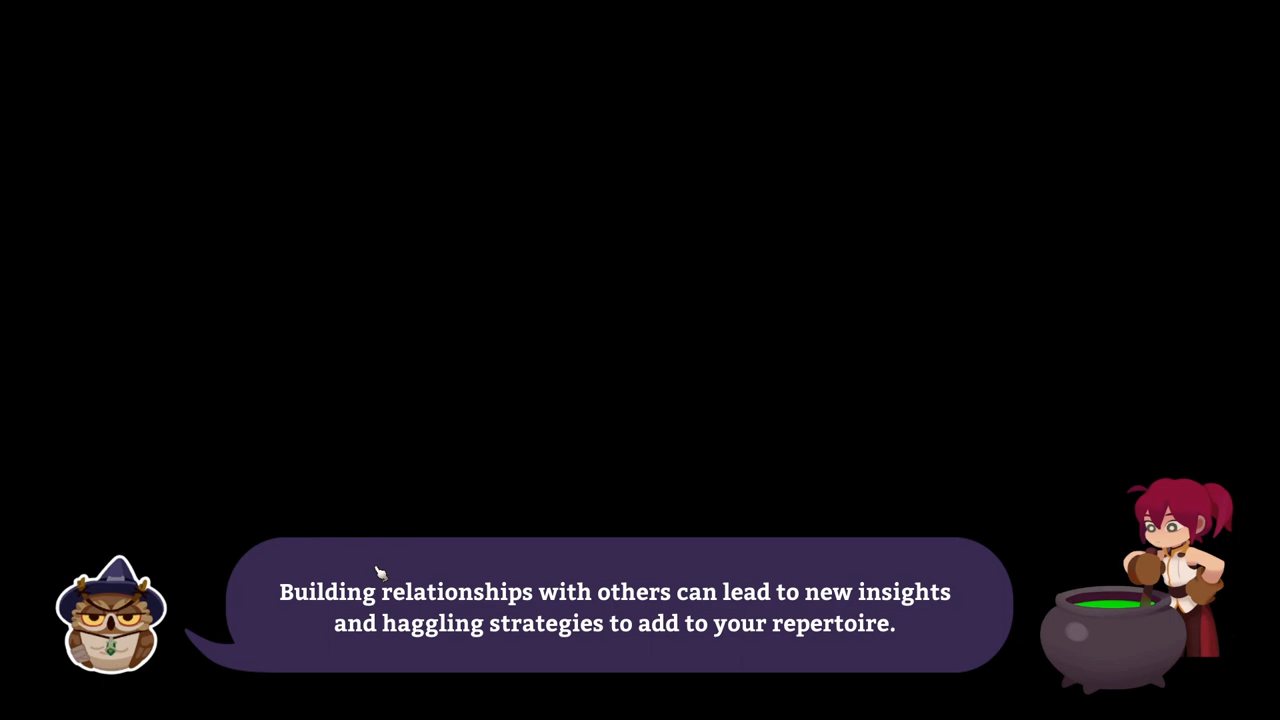 Building relationships with others can lead to new insights
and haggling strategies to add to your repertoire.